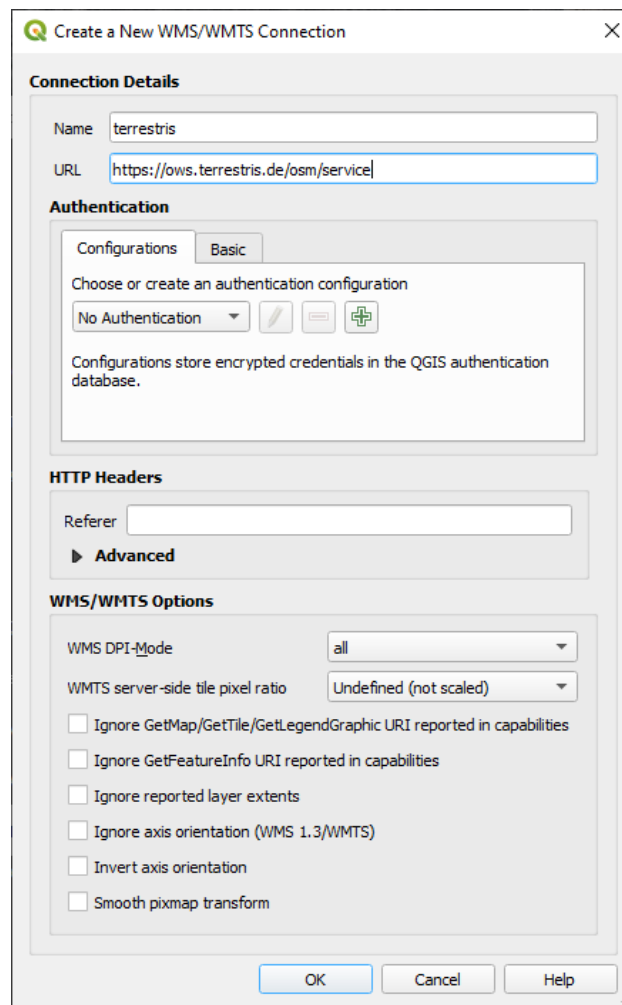 Create a New WMS/WMTS Connection
Connection Details
Name terrestris
URL https://ows.terrestris.de/osm/service
Authentication
Configurations Basic
Choose or create an authentication configuration
No Authentication
Configurations store encrypted credentials in the QGIS authentication
database.
HTTP Headers
Referer
Advanced
WMS/WMTS Options
WMS DPI-Mode all
WMTS server-side tile pixel ratio Undefined (not scaled)
Ignore GetMap/GetTile/GetLegendGraphic URI reported in capabilities
Ignore GetFeatureInfo URI reported in capabilities
Ignore reported layer extents
Ignore axis orientation (WMS 1.3/WMTS)
Invert axis orientation
Smooth pixmap transform
OK Cancel Help